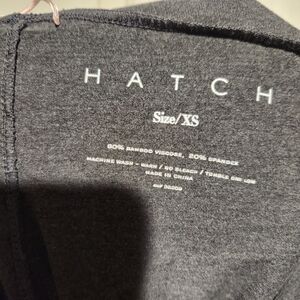 HATCH
Size/XS
80% BAMBOO VISCOSE, 20% SPANDEX
MACHINE WASH - WARM / NO BLEACH / TUMBLE DRY LOW
MADE IN CHINA